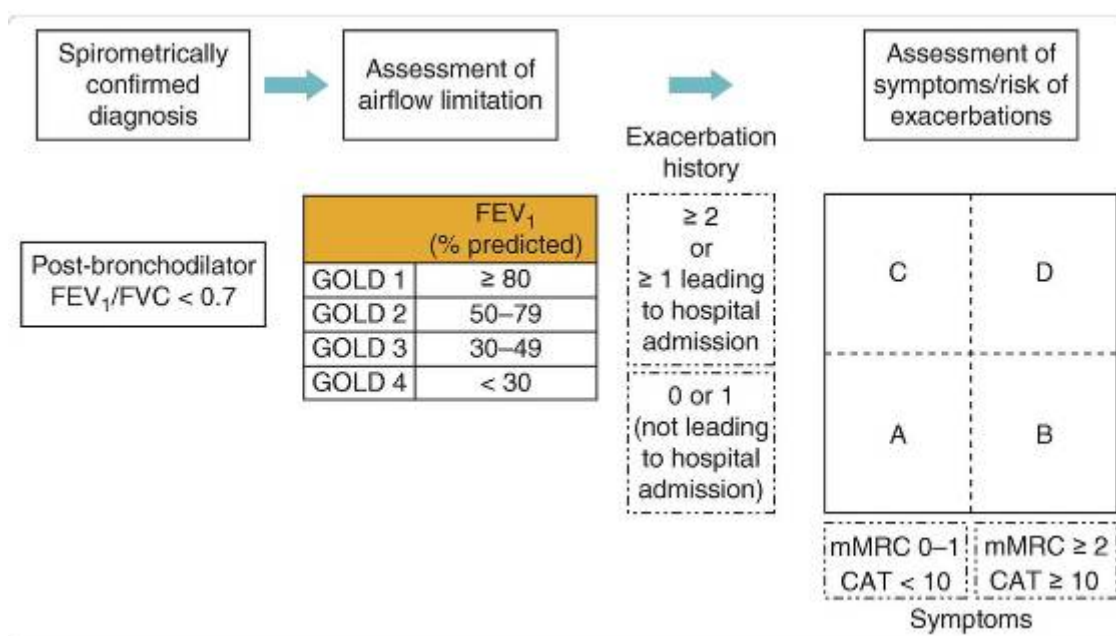 Spirometrically
confirmed
diagnosis
Assessment of
airflow limitation
Assessment of
symptoms/risk of
exacerbations
Exacerbation
history
Post-bronchodilator
FEV₁/FVC < 0.7
FEV₁
(% predicted)
GOLD 1 ≥ 80
GOLD 2 50–79
GOLD 3 30–49
GOLD 4 < 30
≥ 2
or
≥ 1 leading
to hospital
admission
0 or 1
(not leading
to hospital
admission)
C D
A B
mMRC 0–1
CAT < 10
mMRC ≥ 2
CAT ≥ 10
Symptoms